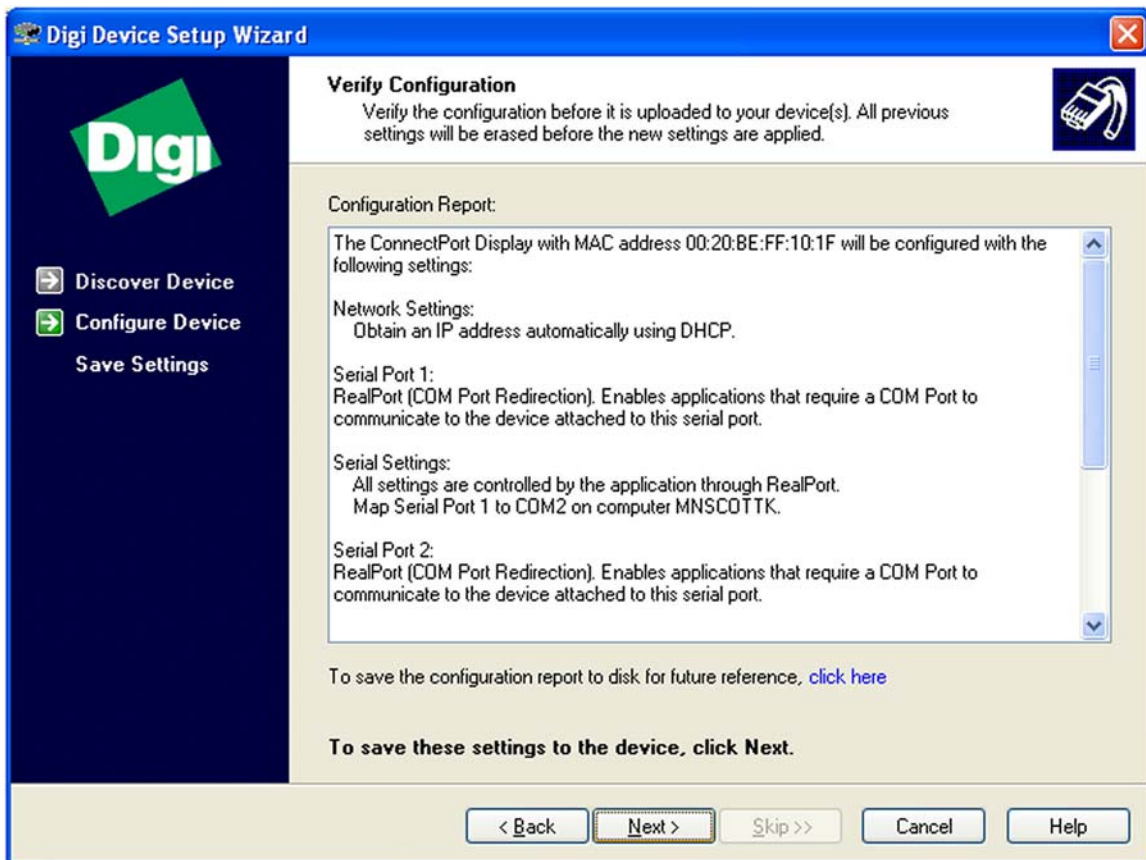 Digi Device Setup Wizard
Digi
Discover Device
Configure Device
Save Settings
Verify Configuration
Verify the configuration before it is uploaded to your device(s). All previous
settings will be erased before the new settings are applied.
Configuration Report:
The ConnectPort Display with MAC address 00:20:BE:FF:10:1F will be configured with the
following settings:
Network Settings:
Obtain an IP address automatically using DHCP.
Serial Port 1:
RealPort (COM Port Redirection). Enables applications that require a COM Port to
communicate to the device attached to this serial port.
Serial Settings:
All settings are controlled by the application through RealPort.
Map Serial Port 1 to COM2 on computer MNSCOTTK.
Serial Port 2:
RealPort (COM Port Redirection). Enables applications that require a COM Port to
communicate to the device attached to this serial port.
To save the configuration report to disk for future reference, click here
To save these settings to the device, click Next.
< Back
Next >
Skip >>
Cancel
Help